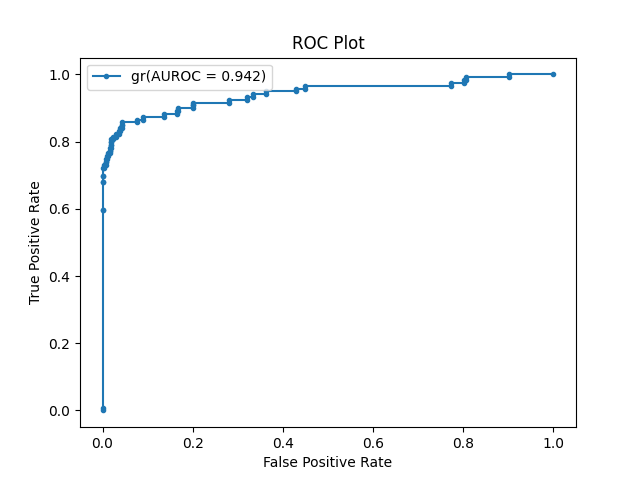 ROC Plot
gr(AUROC = 0.942)
True Positive Rate
1.0
0.8
0.6
0.4
0.2
0.0
0.0 0.2 0.4 0.6 0.8 1.0
False Positive Rate